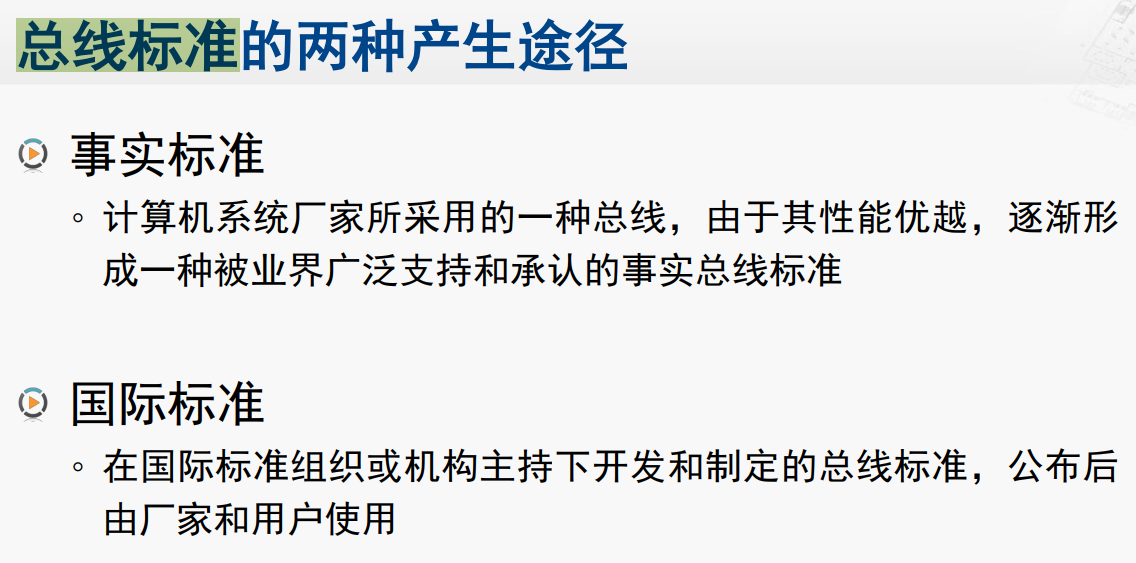 总线标准的两种产生途径
事实标准
。计算机系统厂家所采用的一种总线，由于其性能优越，逐渐形
成一种被业界广泛支持和承认的事实总线标准
国际标准
。在国际标准组织或机构主持下开发和制定的总线标准，公布后
由厂家和用户使用